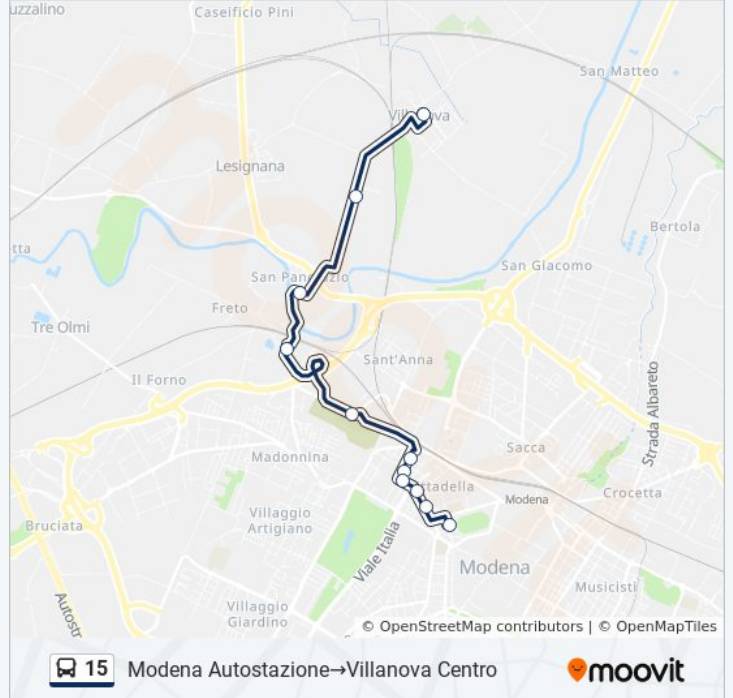 uzzalino
Caseificio Pini
San Matteo
Villanova
Lesignana
Bertola
tta
San Giacomo
San Pancrazio
Freto
Tre Olmi
Sant'Anna
Il Forno
Strada Albareto
Sacca
Madonnina
ttadella
Modena
Crocetta
Villaggio
Artigiano
Bruciata
Viale Italia
Modena
Musicisti
Autostr
Villaggio
Giardino
© OpenStreetMap contributors | © OpenMapTiles
15 Modena Autostazione→Villanova Centro
moovit